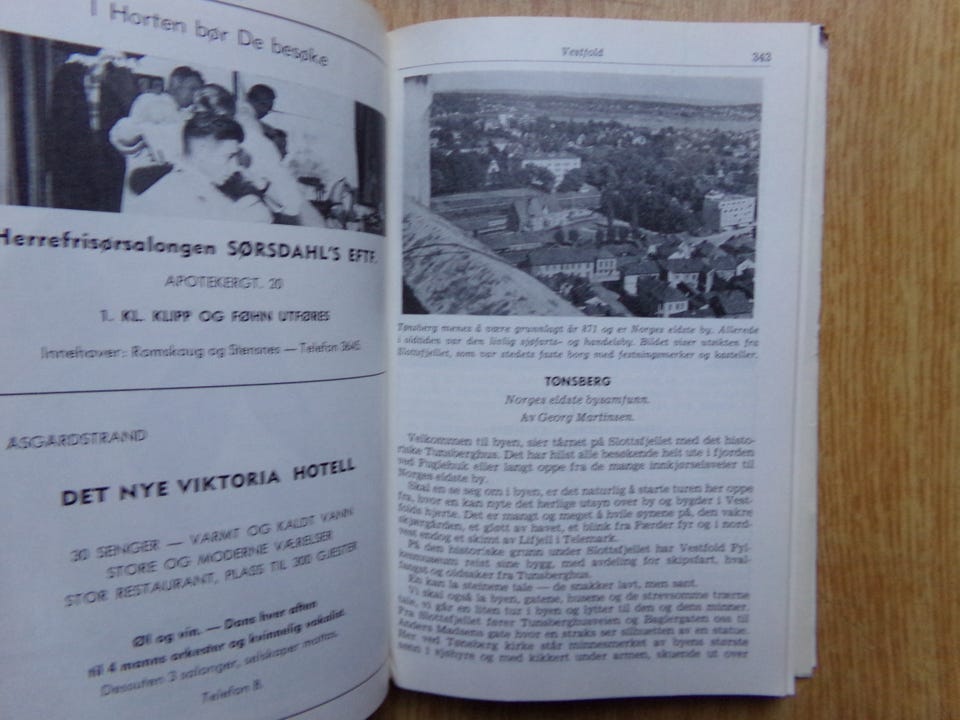 I Horten bør De besøke
Herrefrisørsalongen SØRSDAHL'S EFTF.
APOTEKERGT. 20
1. KL. KLIPP OG FØHN UTFØRES
Innehaver: Ramskaug og Stensnes — Telefon 3645.
ÅSGÅRDSTRAND
DET NYE VIKTORIA HOTELL
30 SENGER — VARMT OG KALDT VANN
STORE OG MODERNE VÆRELSER
STOR RESTAURANT, PLASS TIL 300 GJESTER
Øl og vin. — Dans hver aften
til 4 manns orkester og kvinnelig vokalist.
Dessuten 3 salonger, selskaper mottas.
Telefon 8.
Vestfold
343
Tønsberg menes å være grunnlagt år 871 og er Norges eldste by. Allerede
i oldtiden var den livlig sjøfarts- og handelsby. Bildet viser utsikten fra
Slottsfjellet, som var stedets faste borg med festningsmerker og kasteller.
TØNSBERG
Norges eldste bysamfunn.
Av Georg Martinsen.
Velkommen til byen, sier tårnet på Slottsfjellet med det histo-
riske Tunsberghus. Det har hilst alle besøkende helt ute i fjorden
ved Fuglehuk eller langt oppe fra de mange innkjørselsveier til
Norges eldste by.
Skal en se seg om i byen, er det naturlig å starte turen her oppe
fra, hvor en kan nyte det herlige utsyn over by og bygder i Vest-
folds hjerte. Det er mangt og meget å hvile øynene på, den vakre
skjærgården, et gløtt av havet, et blink fra Færder fyr og i nord-
vest endog et skimt av Lifjell i Telemark.
På den historiske grunn under Slottsfjellet har Vestfold Fyl-
kesmuseum reist sine bygg, med avdeling for skipsfart, hval-
fangst og oldsaker fra Tunsberghus.
En kan la steinene tale — de snakker lavt, men sant.
Vi skal også la byen, gatene, husene og de strevsomme trærne
tale, vi går en liten tur i byen og lytter til den og dens minner.
Fra Slottsfjellet fører Tunsberghusveien og Baglergaten oss til
Anders Madsens gate hvor en straks ser silhuetten av en statue.
Her ved Tønsberg kirke står minnesmerket av byens største
sønn i sjøhyre og med kikkert under armen, skuende ut over